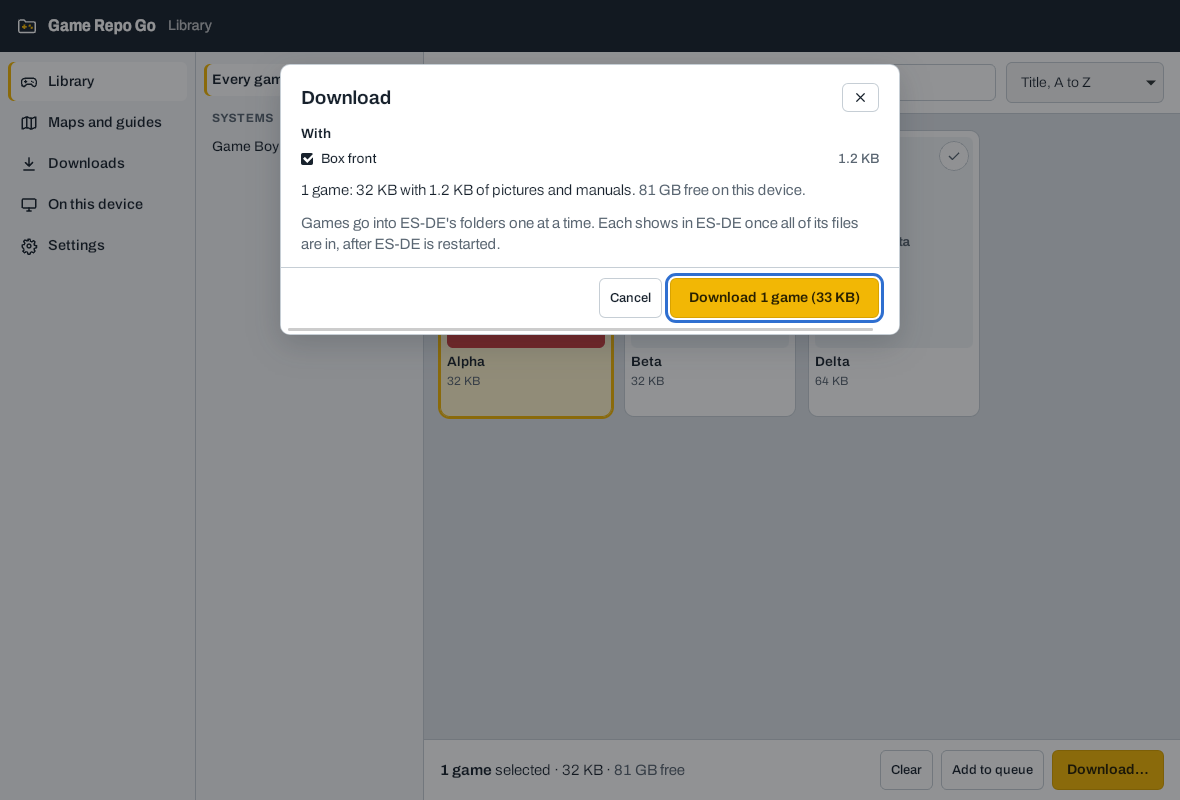 Game Repo Go Library
Library
Maps and guides
Downloads
On this device
Settings
Every gam
SYSTEMS
Game Boy
Title, A to Z
Download
With
Box front 1.2 KB
1 game: 32 KB with 1.2 KB of pictures and manuals. 81 GB free on this device.
Games go into ES-DE's folders one at a time. Each shows in ES-DE once all of its files
are in, after ES-DE is restarted.
Cancel
Download 1 game (33 KB)
ta
Alpha
32 KB
Beta
32 KB
Delta
64 KB
1 game selected · 32 KB · 81 GB free
Clear
Add to queue
Download...